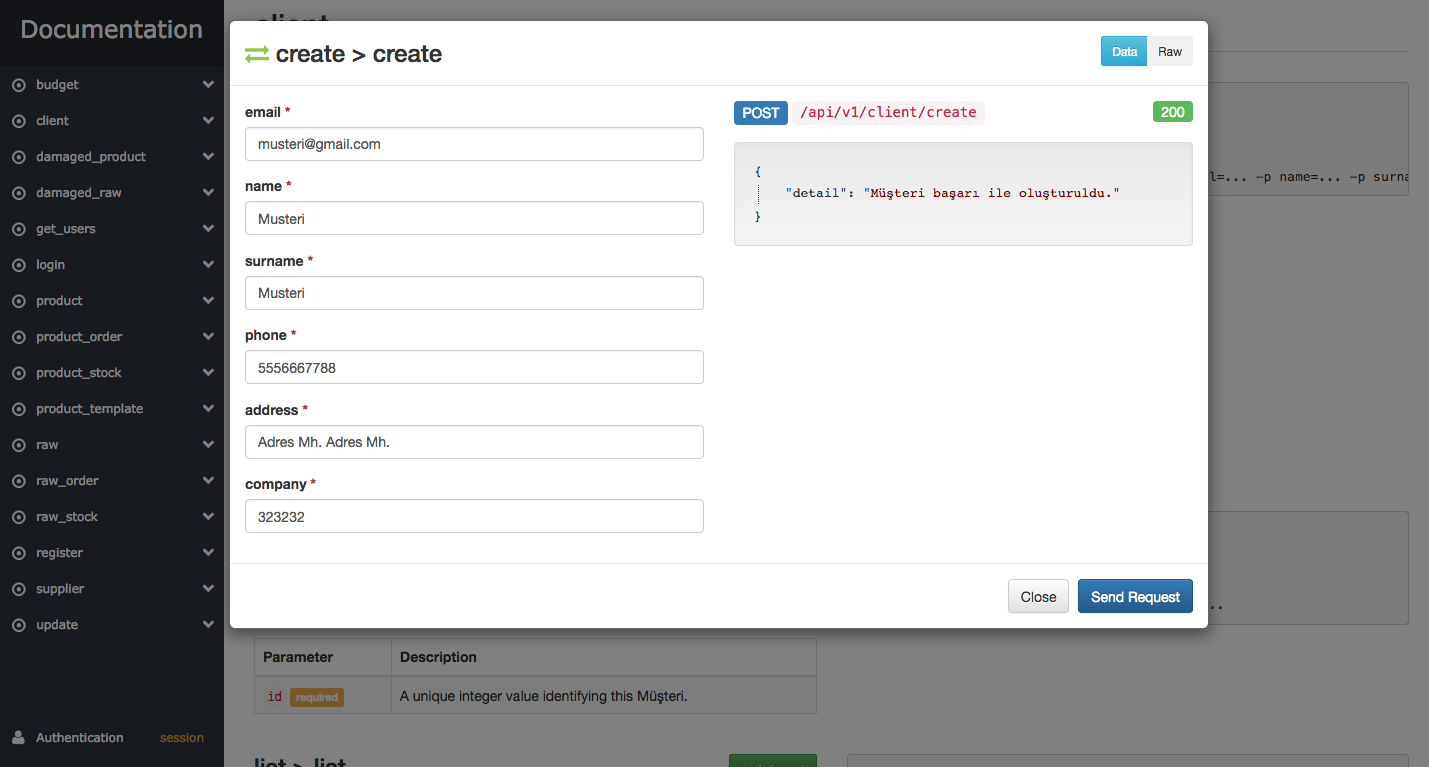 Documentation
budget
client
damaged_product
damaged_raw
get_users
login
product
product_order
product_stock
product_template
raw
raw_order
raw_stock
register
supplier
update
Authentication session
create > create
Data Raw
email *
musteri@gmail.com
name *
Musteri
surname *
Musteri
phone *
5556667788
address *
Adres Mh. Adres Mh.
company *
323232
POST /api/v1/client/create 200
{
"detail": "Müşteri başarı ile oluşturuldu."
}
Close Send Request
l=... -p name=... -p surna
..
Parameter Description
id required A unique integer value identifying this Müşteri.
list > list